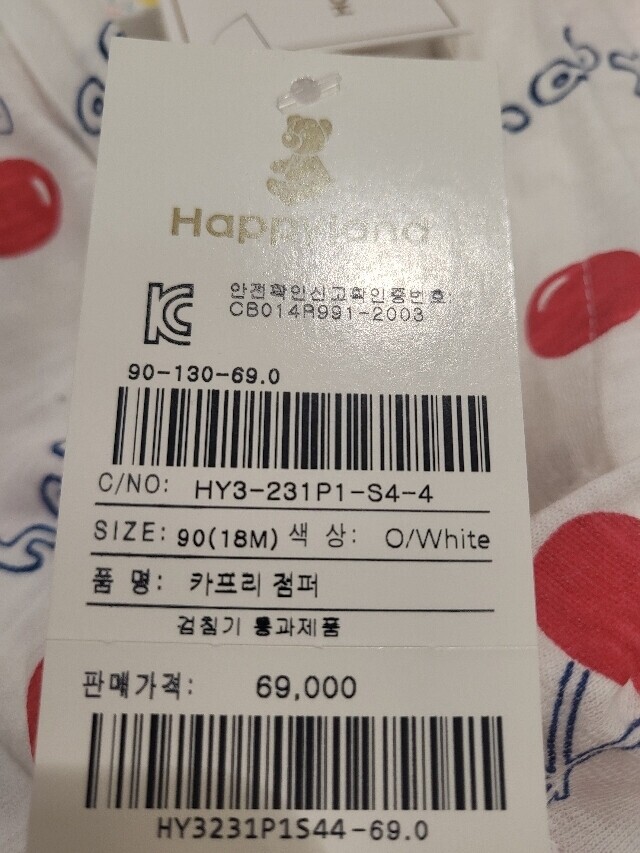 Happyland
안전확인신고확인증번호:
CB014R991-2003
90-130-69.0
C/NO: HY3-231P1-S4-4
SIZE: 90(18M) 색 상: O/White
품 명: 카프리 점퍼
검침기 통과제품
판매가격: 69,000
HY3231P1S44-69.0